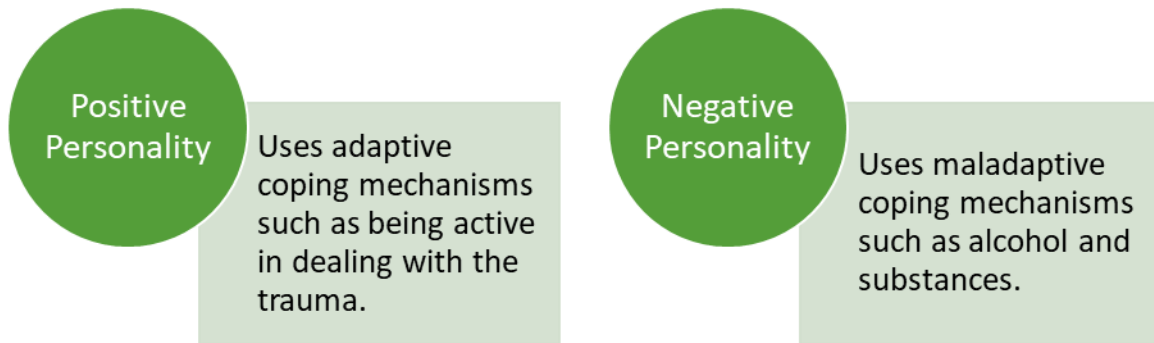 Positive
Personality
Uses adaptive
coping mechanisms
such as being active
in dealing with the
trauma.
Negative
Personality
Uses maladaptive
coping mechanisms
such as alcohol and
substances.